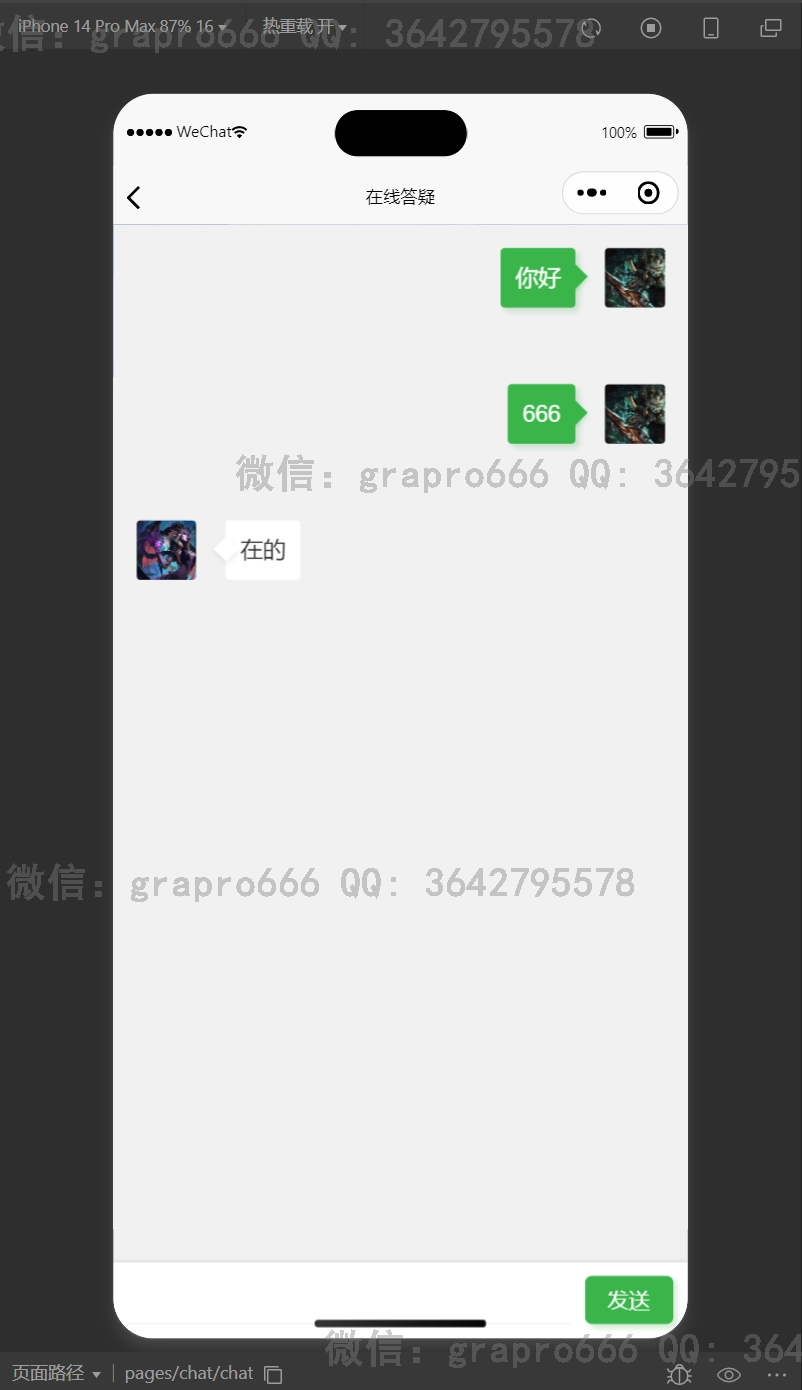 iPhone 14 Pro Max 87% 16 热重载 开
微信: grapro666 QQ: 3642795578
WeChat 100%
在线答疑
你好
666
微信: grapro666 QQ: 3642795
在的
微信: grapro666 QQ: 3642795578
发送
微信: grapro666 QQ: 364
页面路径 pages/chat/chat